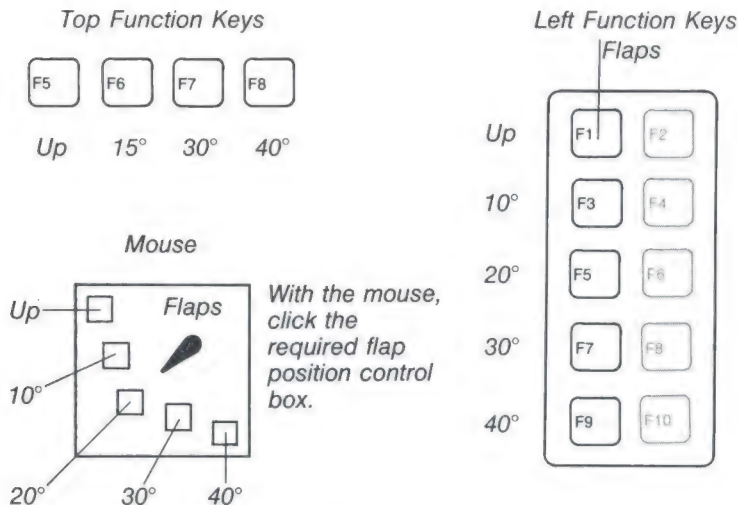 Top Function Keys
F5 F6 F7 F8
Up 15° 30° 40°
Mouse
Flaps
Up
10°
20° 30° 40°
With the mouse,
click the
required flap
position control
box.
Left Function Keys
Flaps
Up F1 F2
10° F3 F4
20° F5 F6
30° F7 F8
40° F9 F10